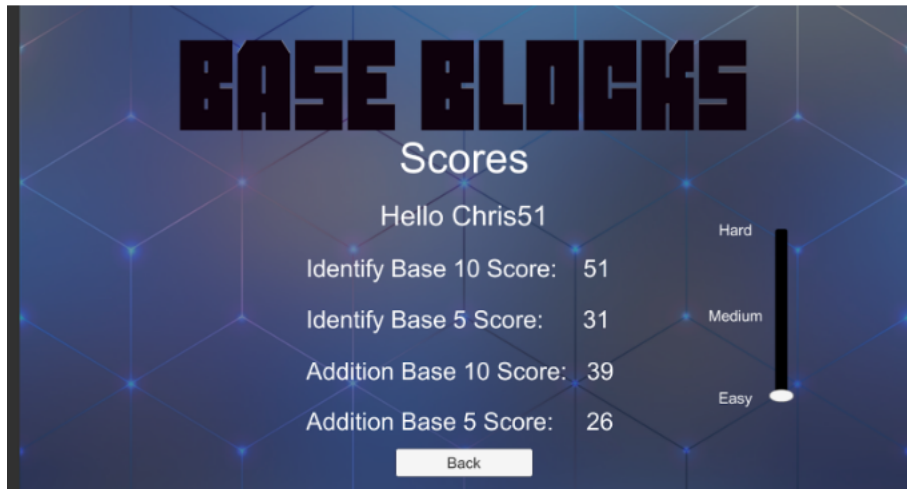 BASE BLOCKS
Scores
Hello Chris51
Hard
Identify Base 10 Score: 51
Identify Base 5 Score: 31
Medium
Addition Base 10 Score: 39
Easy
Addition Base 5 Score: 26
Back